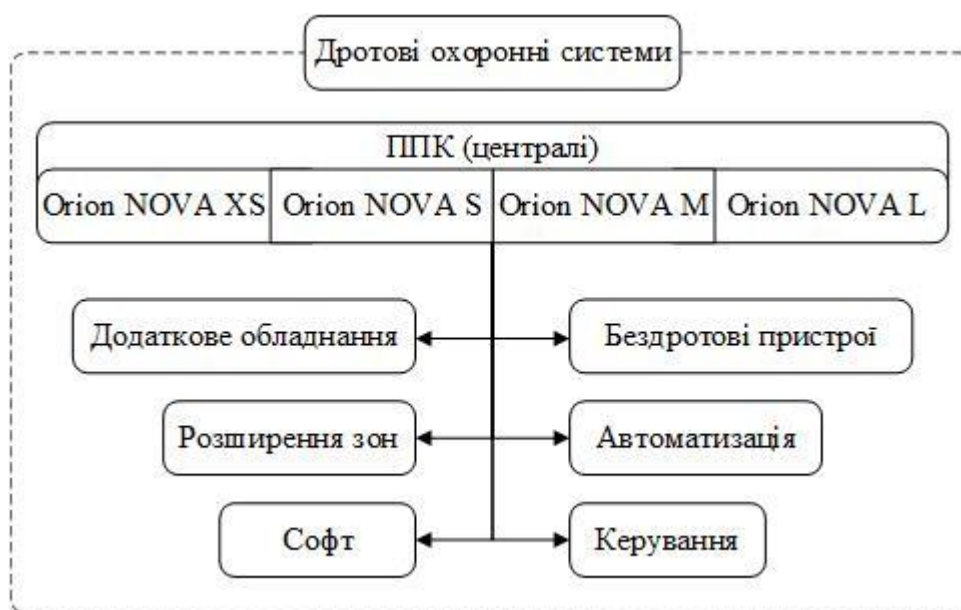 Дротові охоронні системи
ППК (централі)
Orion NOVA XS
Orion NOVA S
Orion NOVA M
Orion NOVA L
Додаткове обладнання
Бездротові пристрої
Розширення зон
Автоматизація
Софт
Керування